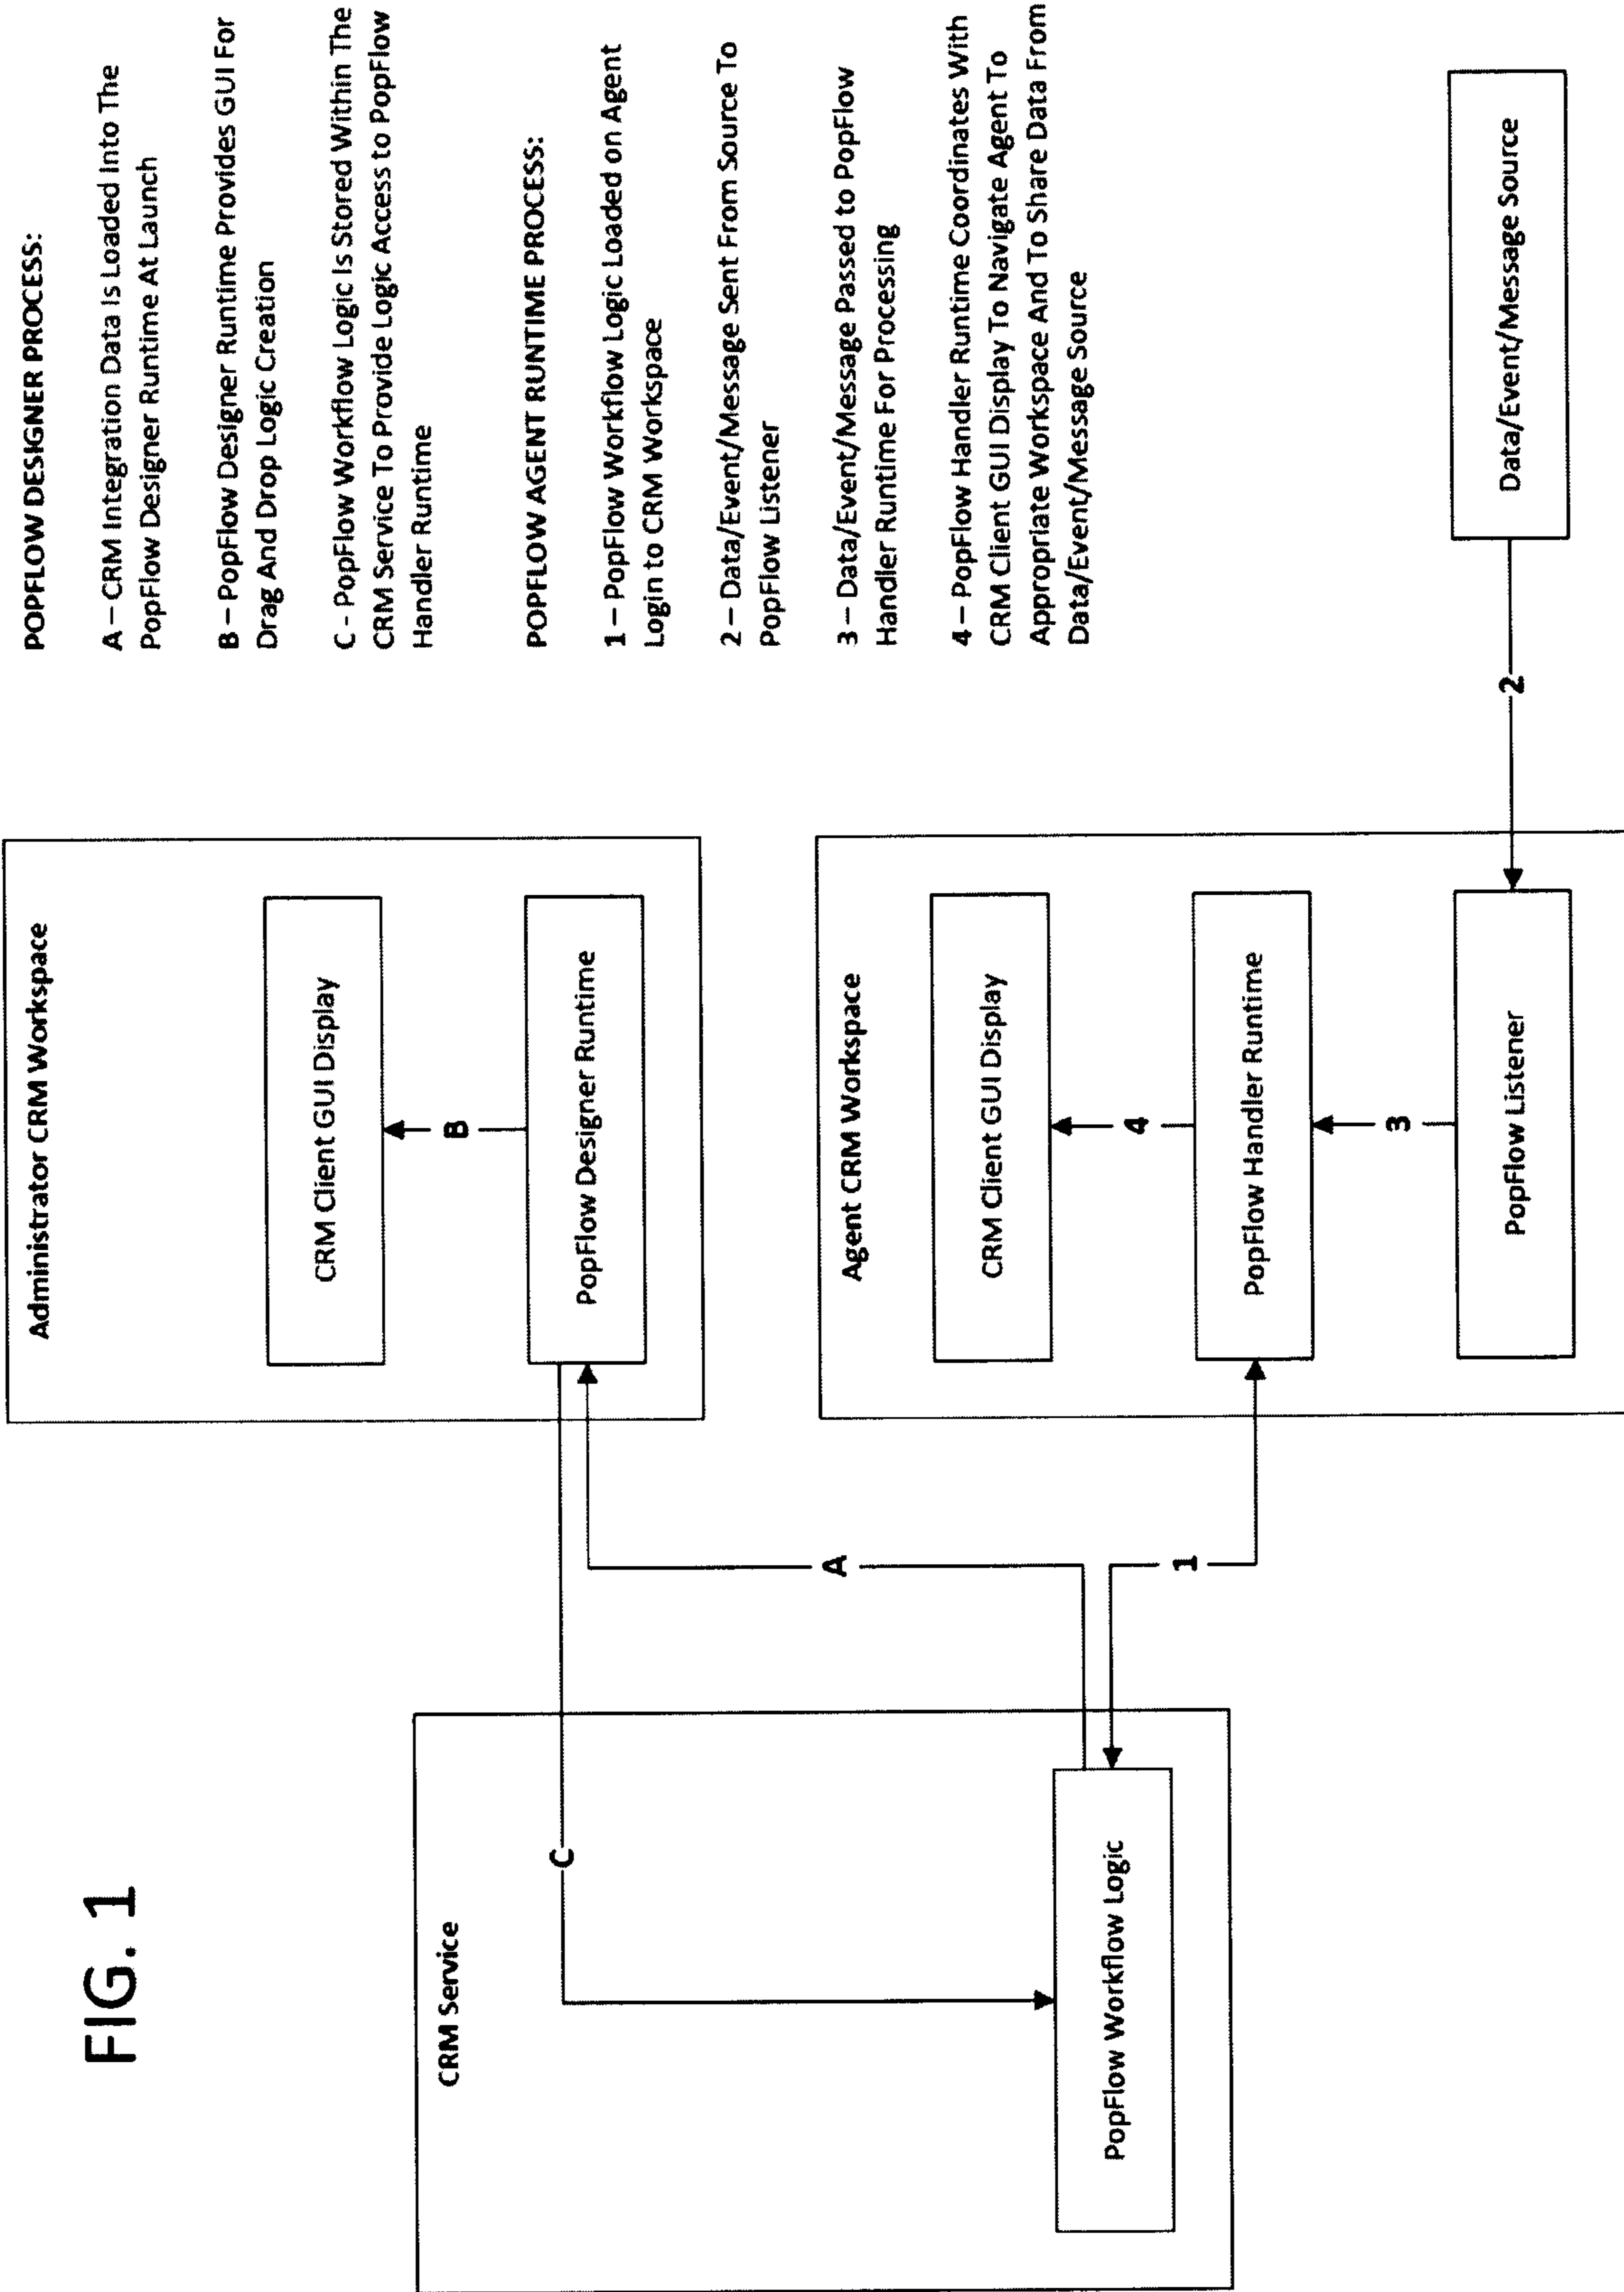 FIG. 1
CRM Service
PopFlow Workflow Logic
C
A
1
Administrator CRM Workspace
CRM Client GUI Display
B
PopFlow Designer Runtime
Agent CRM Workspace
CRM Client GUI Display
4
PopFlow Handler Runtime
3
PopFlow Listener
2
Data/Event/Message Source
POPFLOW DESIGNER PROCESS:
A – CRM Integration Data Is Loaded Into The
PopFlow Designer Runtime At Launch
B – PopFlow Designer Runtime Provides GUI For
Drag And Drop Logic Creation
C - PopFlow Workflow Logic Is Stored Within The
CRM Service To Provide Logic Access to PopFlow
Handler Runtime
POPFLOW AGENT RUNTIME PROCESS:
1 – PopFlow Workflow Logic Loaded on Agent
Login to CRM Workspace
2 – Data/Event/Message Sent From Source To
PopFlow Listener
3 – Data/Event/Message Passed to PopFlow
Handler Runtime For Processing
4 – PopFlow Handler Runtime Coordinates With
CRM Client GUI Display To Navigate Agent To
Appropriate Workspace And To Share Data From
Data/Event/Message Source